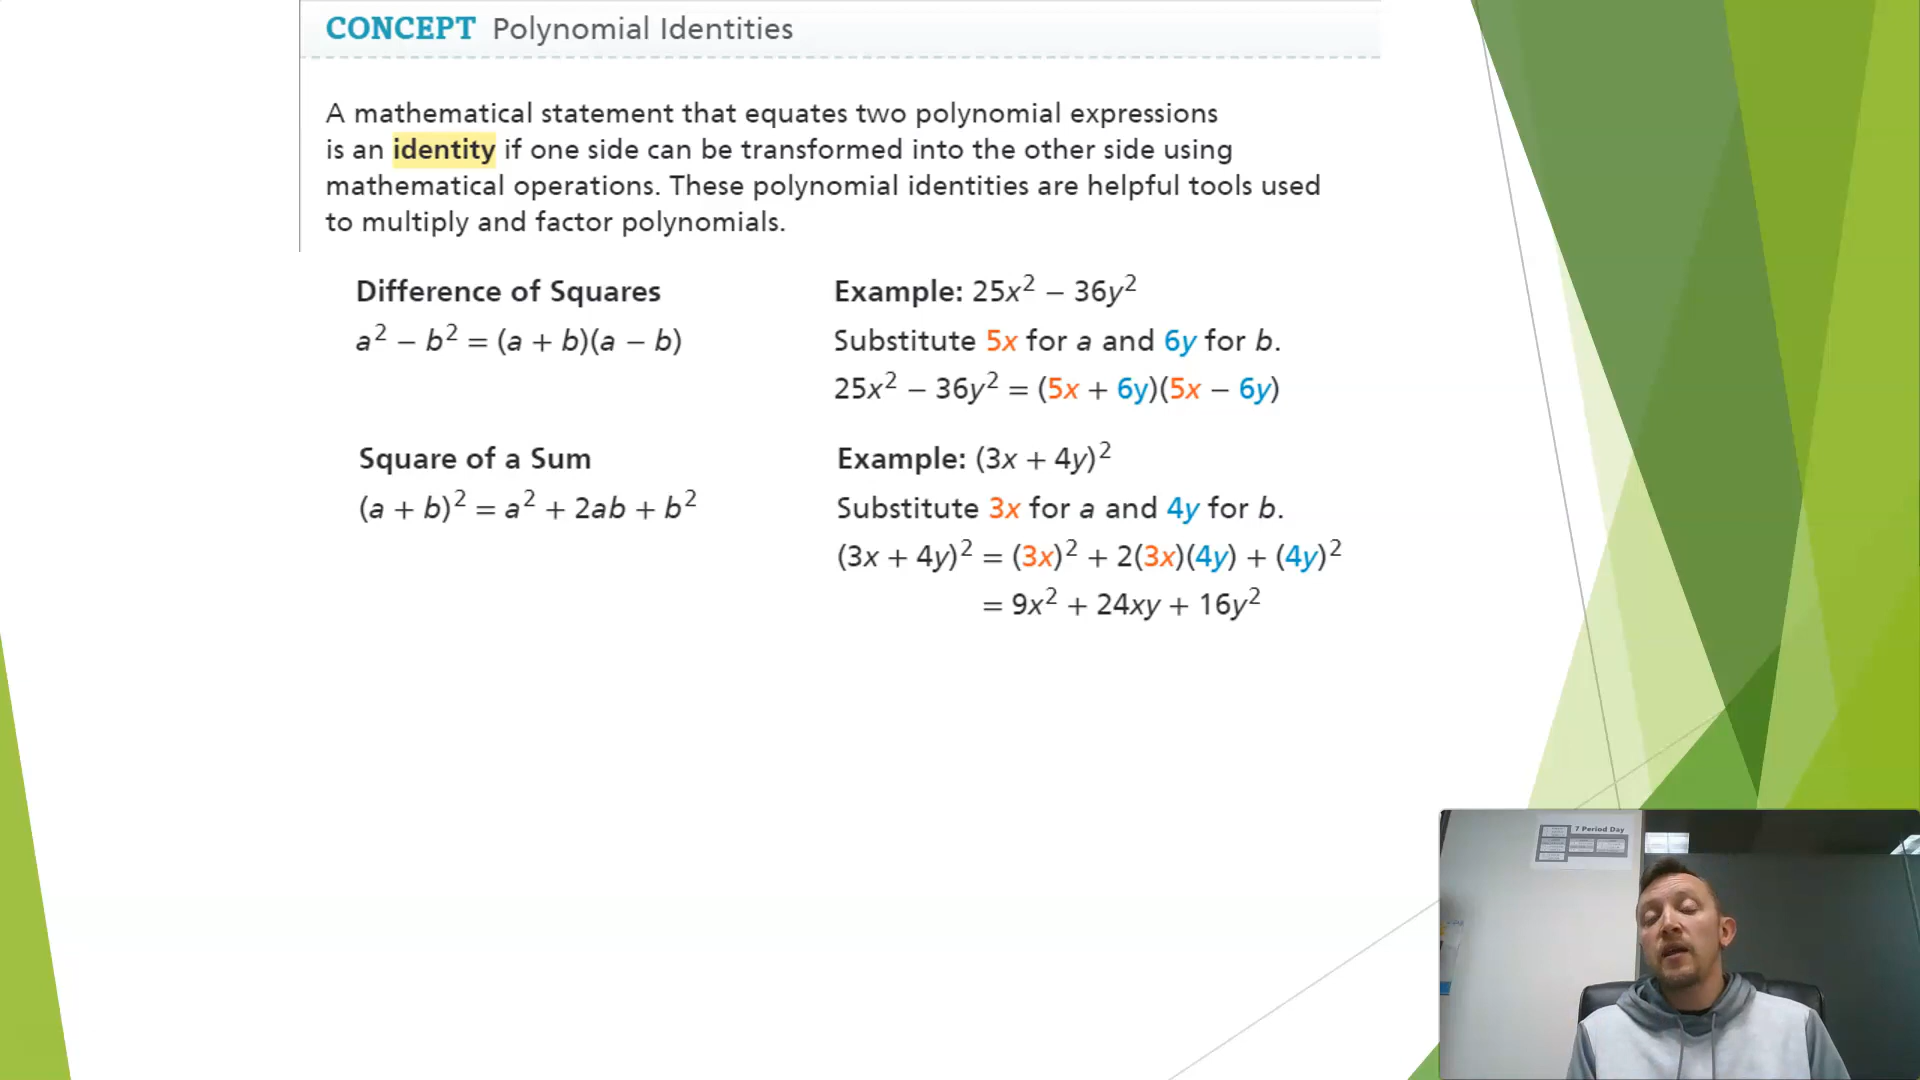 CONCEPT Polynomial Identities
A mathematical statement that equates two polynomial expressions
is an identity if one side can be transformed into the other side using
mathematical operations. These polynomial identities are helpful tools used
to multiply and factor polynomials.
Difference of Squares
a² − b² = (a + b)(a − b)
Example: 25x² − 36y²
Substitute 5x for a and 6y for b.
25x² − 36y² = (5x + 6y)(5x − 6y)
Square of a Sum
(a + b)² = a² + 2ab + b²
Example: (3x + 4y)²
Substitute 3x for a and 4y for b.
(3x + 4y)² = (3x)² + 2(3x)(4y) + (4y)²
= 9x² + 24xy + 16y²
7 Period Day